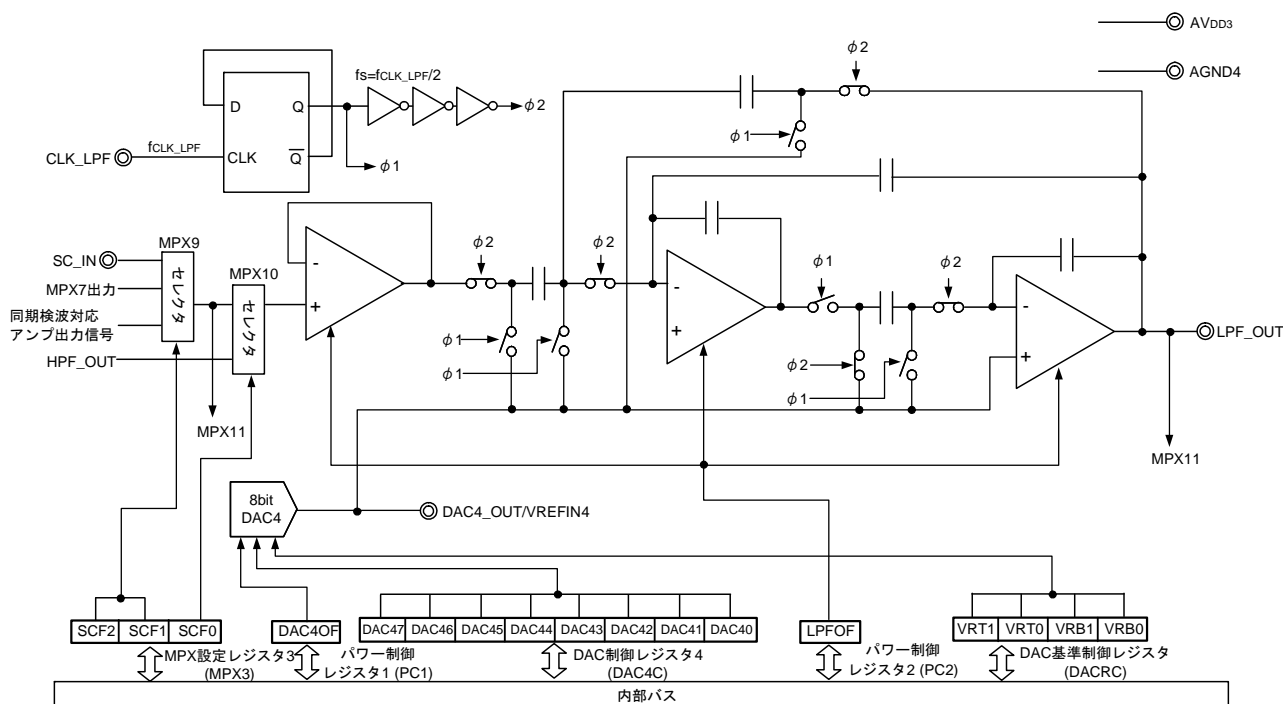 AVDD3
φ2
AGND4
fs=fCLK_LPF/2
D
Q
φ2
φ1
CLK_LPF
fCLK_LPF
CLK
Q
φ1
MPX9
SC_IN
セレクタ
MPX10
φ2
φ2
MPX7出力
セレクタ
-
-
φ1
φ2
-
同期検波対応
アンプ出力信号
+
+
+
LPF_OUT
HPF_OUT
φ1
φ1
φ2
φ1
MPX11
MPX11
8bit
DAC4
DAC4_OUT/VREFIN4
SCF2 SCF1 SCF0
DAC4OF
DAC47 DAC46 DAC45 DAC44 DAC43 DAC42 DAC41 DAC40
LPFOF
VRT1 VRT0 VRB1 VRB0
MPX設定レジスタ3
(MPX3)
パワー制御
レジスタ1 (PC1)
DAC制御レジスタ4
(DAC4C)
パワー制御
レジスタ2 (PC2)
DAC基準制御レジスタ
(DACRC)
内部バス